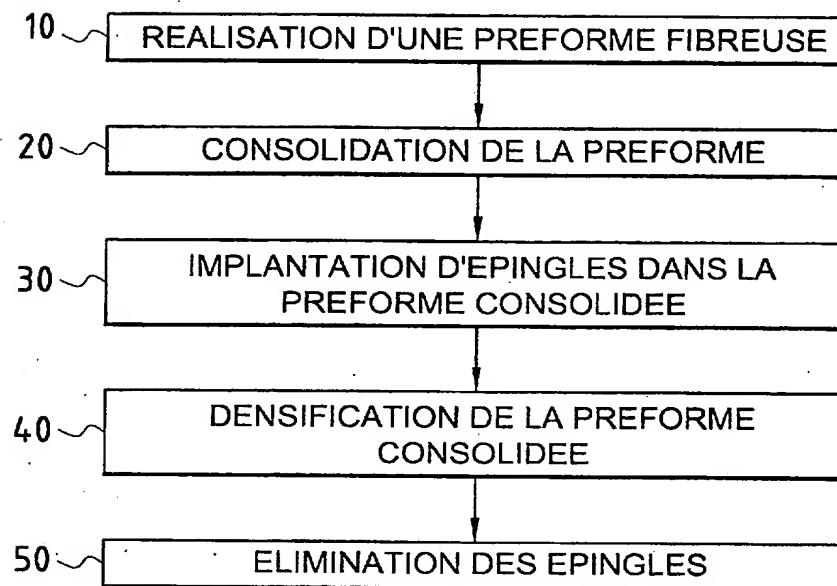 10 REALISATION D'UNE PREFORME FIBREUSE
20 CONSOLIDATION DE LA PREFORME
30 IMPLANTATION D'EPINGLES DANS LA
PREFORME CONSOLIDEE
40 DENSIFICATION DE LA PREFORME
CONSOLIDEE
50 ELIMINATION DES EPINGLES